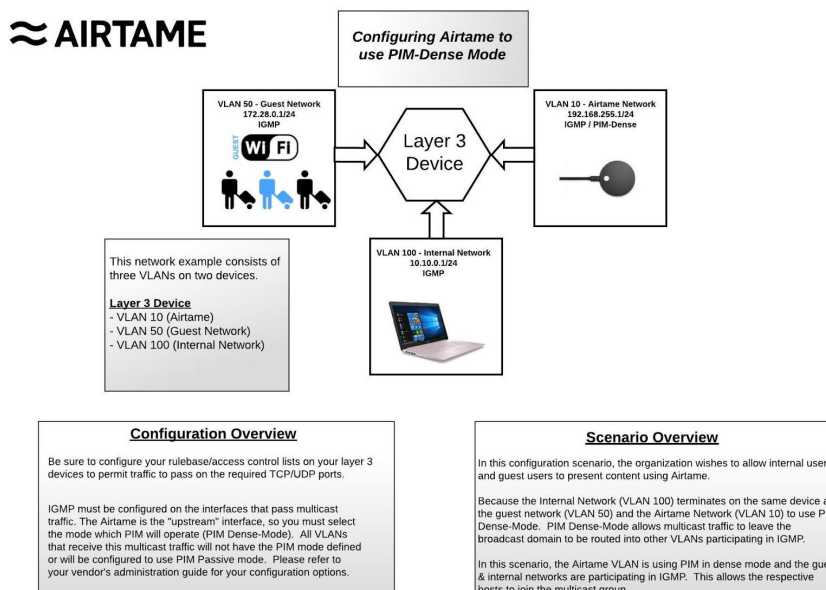 AIRTAME
Configuring Airtame to
use PIM-Dense Mode
VLAN 50 - Guest Network
172.28.0.1/24
IGMP
GUEST
Wi Fi
Layer 3
Device
VLAN 10 - Airtame Network
192.168.255.1/24
IGMP / PIM-Dense
VLAN 100 - Internal Network
10.10.0.1/24
IGMP
This network example consists of
three VLANs on two devices.
Layer 3 Device
- VLAN 10 (Airtame)
- VLAN 50 (Guest Network)
- VLAN 100 (Internal Network)
Configuration Overview
Be sure to configure your rulebase/access control lists on your layer 3
devices to permit traffic to pass on the required TCP/UDP ports.
IGMP must be configured on the interfaces that pass multicast
traffic. The Airtame is the "upstream" interface, so you must select
the mode which PIM will operate (PIM Dense-Mode). All VLANs
that receive this multicast traffic will not have the PIM mode defined
or will be configured to use PIM Passive mode. Please refer to
your vendor's administration guide for your configuration options.
Scenario Overview
In this configuration scenario, the organization wishes to allow internal user
and guest users to present content using Airtame.
Because the Internal Network (VLAN 100) terminates on the same device a
the guest network (VLAN 50) and the Airtame Network (VLAN 10) to use P
Dense-Mode. PIM Dense-Mode allows multicast traffic to leave the
broadcast domain to be routed into other VLANs participating in IGMP.
In this scenario, the Airtame VLAN is using PIM in dense mode and the gue
& internal networks are participating in IGMP. This allows the respective
hosts to join the multicast group